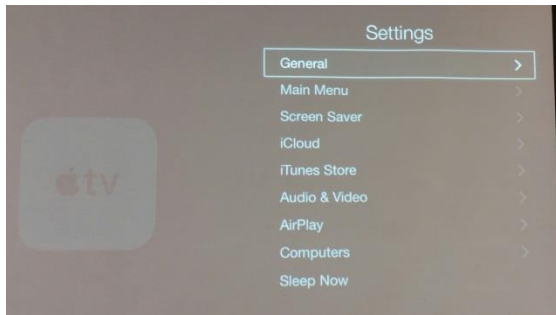 Settings
General
Main Menu
Screen Saver
iCloud
iTunes Store
tv
Audio & Video
AirPlay
Computers
Sleep Now